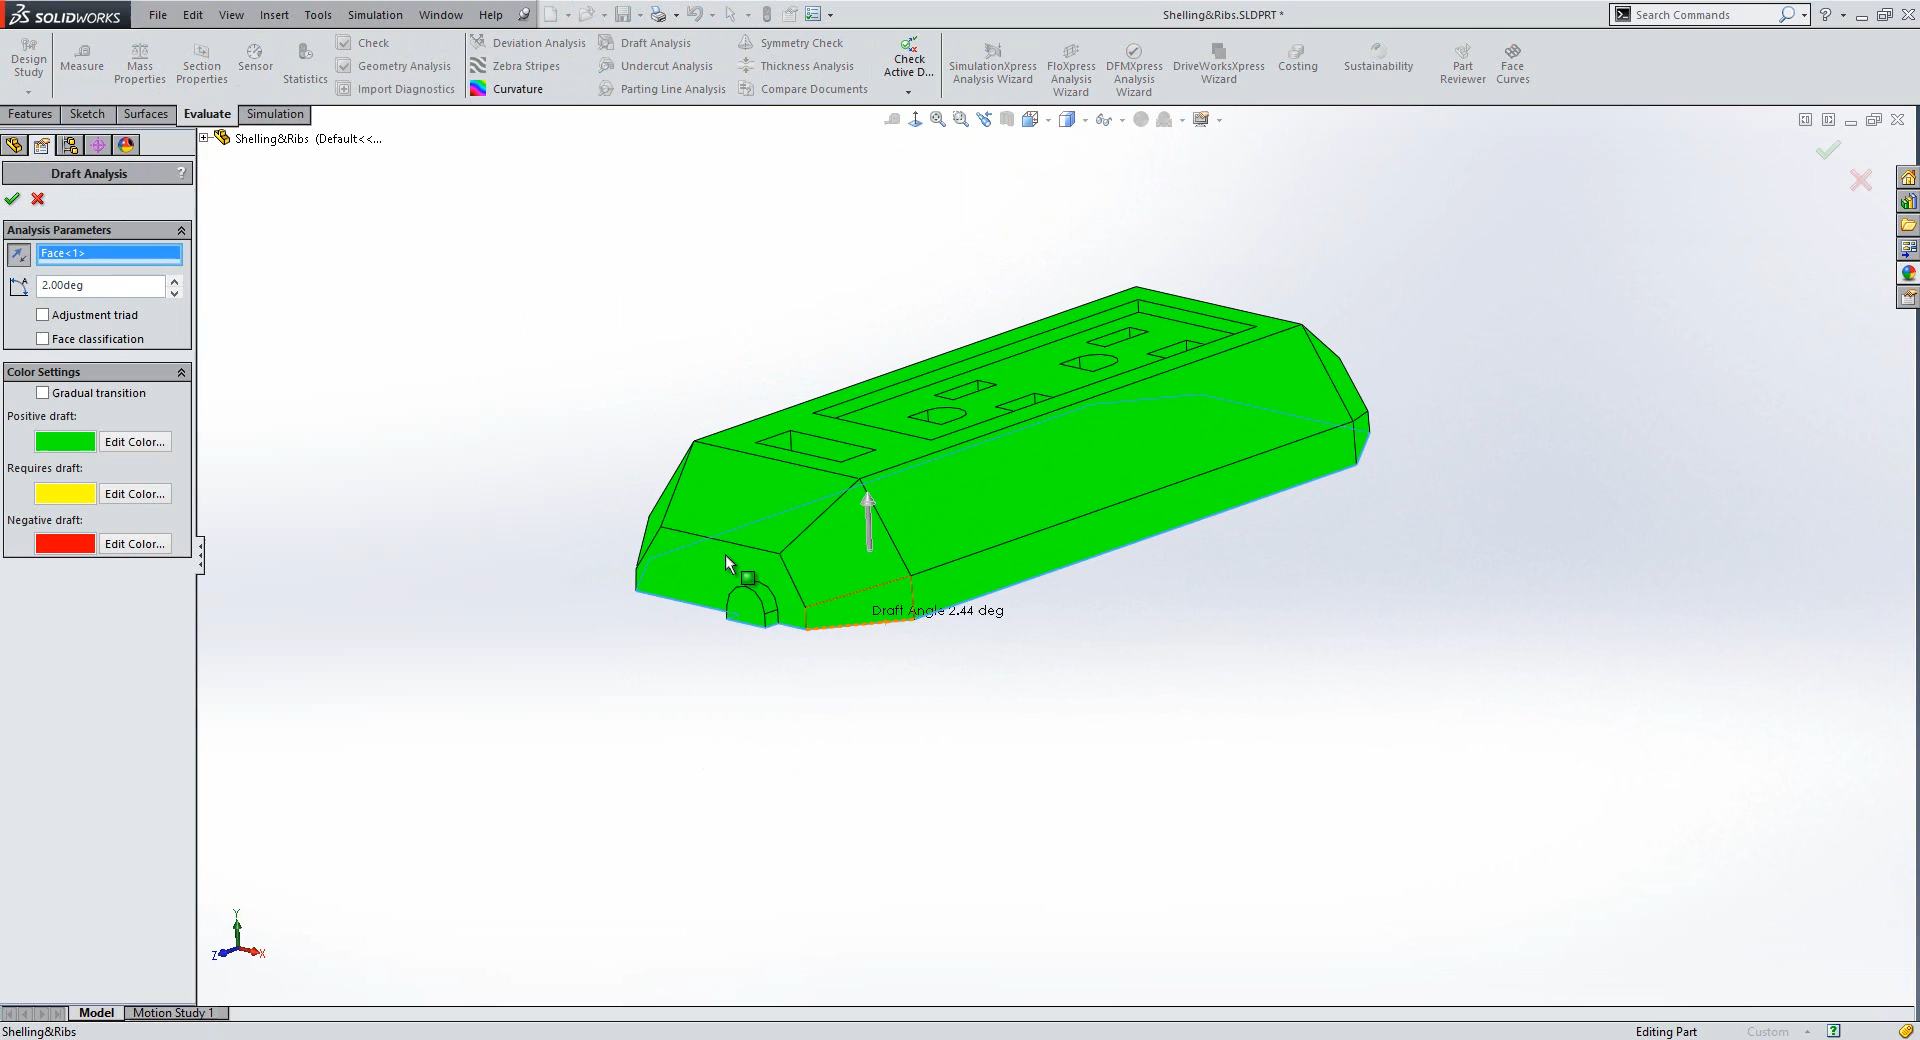 SOLIDWORKS File Edit View Insert Tools Simulation Window Help Shelling&Ribs.SLDPRT * Search Commands
Design Study
Measure
Mass Properties
Section Properties
Sensor
Statistics
Check
Geometry Analysis
Import Diagnostics
Deviation Analysis
Zebra Stripes
Curvature
Draft Analysis
Undercut Analysis
Parting Line Analysis
Symmetry Check
Thickness Analysis
Compare Documents
Check Active D...
SimulationXpress Analysis Wizard
FloXpress Analysis Wizard
DFMXpress Analysis Wizard
DriveWorksXpress Wizard
Costing
Sustainability
Part Reviewer
Face Curves
Features Sketch Surfaces Evaluate Simulation
Shelling&Ribs (Default<<...
Draft Analysis ?
Analysis Parameters
Face<1>
2.00deg
Adjustment triad
Face classification
Color Settings
Gradual transition
Positive draft:
Edit Color...
Requires draft:
Edit Color...
Negative draft:
Edit Color...
Draft Angle 2.44 deg
Y
Z
X
Model Motion Study 1
Shelling&Ribs Editing Part Custom